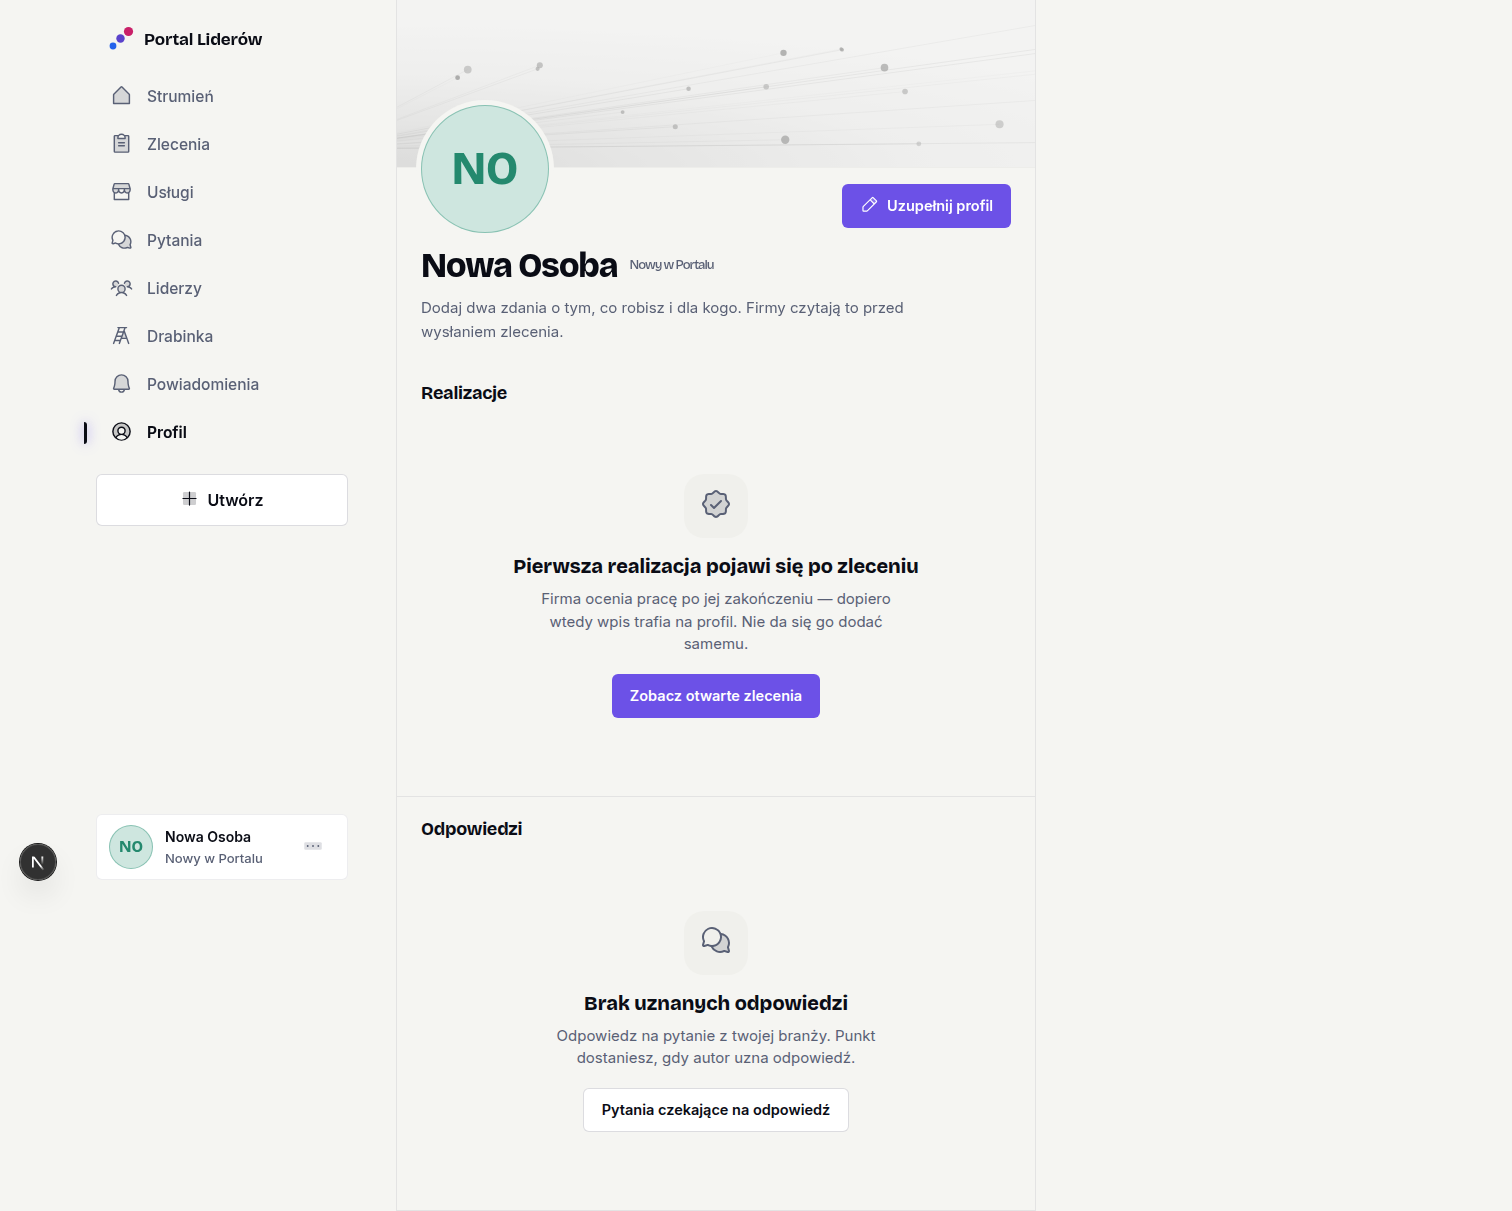 Portal Liderów
Strumień
Zlecenia
Usługi
Pytania
Liderzy
Drabinka
Powiadomienia
Profil
Utwórz
Nowa Osoba
NO
Nowy w Portalu
N
NO
Uzupełnij profil
Nowa Osoba
Nowy w Portalu
Dodaj dwa zdania o tym, co robisz i dla kogo. Firmy czytają to przed
wysłaniem zlecenia.
Realizacje
Pierwsza realizacja pojawi się po zleceniu
Firma ocenia pracę po jej zakończeniu — dopiero
wtedy wpis trafia na profil. Nie da się go dodać
samemu.
Zobacz otwarte zlecenia
Odpowiedzi
Brak uznanych odpowiedzi
Odpowiedz na pytanie z twojej branży. Punkt
dostaniesz, gdy autor uzna odpowiedź.
Pytania czekające na odpowiedź